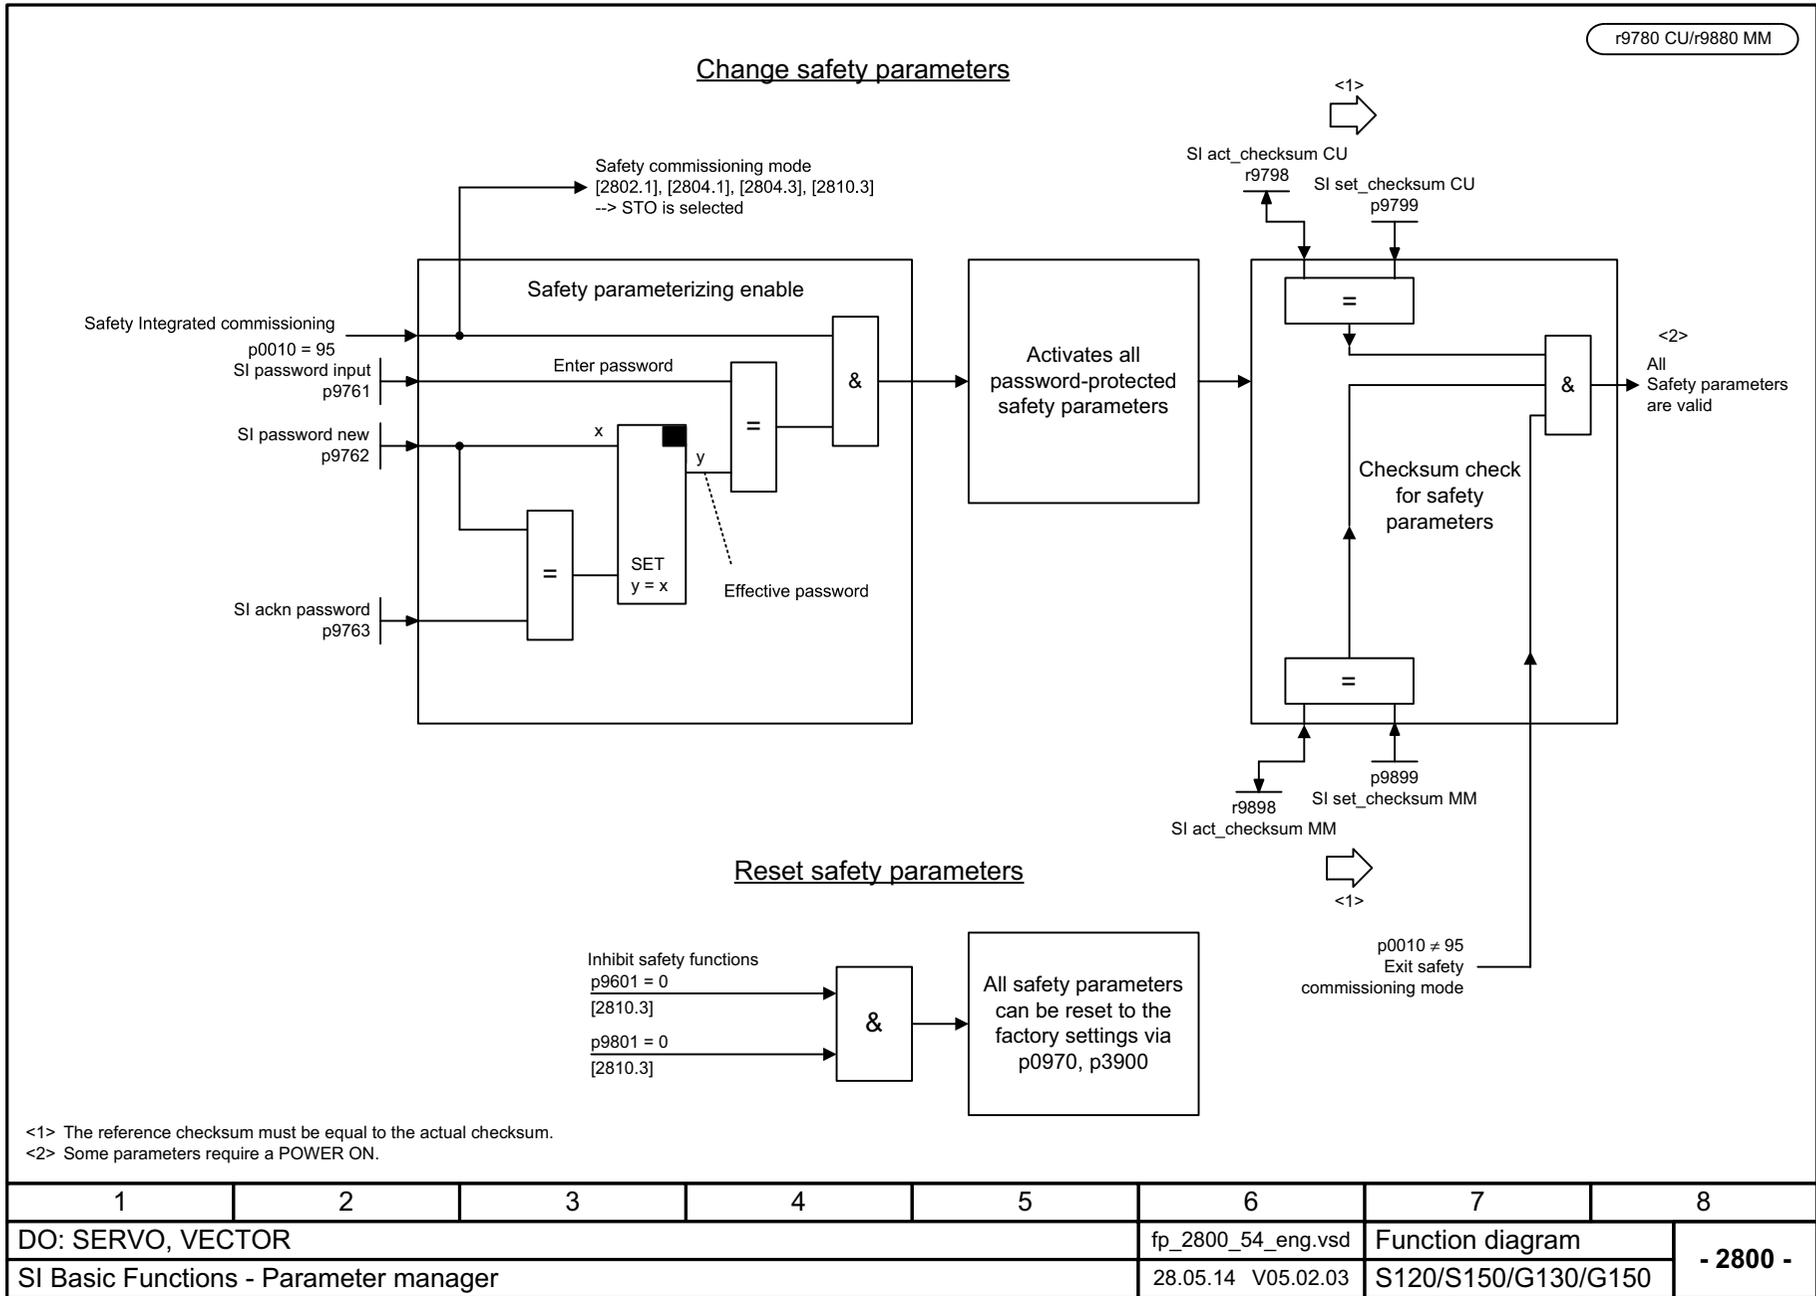 r9780 CU/r9880 MM
Change safety parameters
<1>
SI act_checksum CU
r9798
SI set_checksum CU
p9799
Safety commissioning mode
[2802.1], [2804.1], [2804.3], [2810.3]
--> STO is selected
Safety parameterizing enable
Safety Integrated commissioning
p0010 = 95
SI password input
p9761
Enter password
SI password new
p9762
x
y
=
&
=
SET
y = x
Effective password
SI ackn password
p9763
Activates all
password-protected
safety parameters
=
&
<2>
All
Safety parameters
are valid
Checksum check
for safety
parameters
=
r9898
SI act_checksum MM
p9899
SI set_checksum MM
<1>
p0010 ≠ 95
Exit safety
commissioning mode
Reset safety parameters
Inhibit safety functions
p9601 = 0
[2810.3]
p9801 = 0
[2810.3]
&
All safety parameters
can be reset to the
factory settings via
p0970, p3900
<1> The reference checksum must be equal to the actual checksum.
<2> Some parameters require a POWER ON.
1 2 3 4 5 6 7 8
DO: SERVO, VECTOR
fp_2800_54_eng.vsd
Function diagram
- 2800 -
SI Basic Functions - Parameter manager
28.05.14 V05.02.03
S120/S150/G130/G150